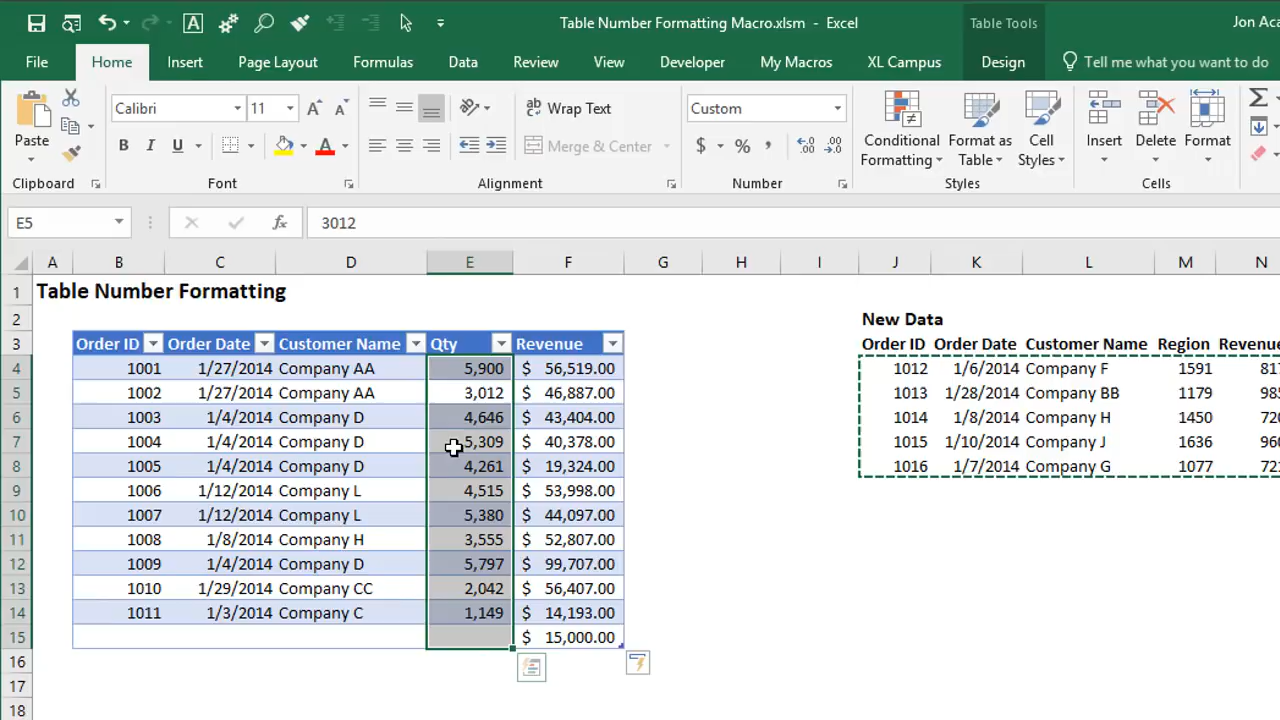 Table Number Formatting Macro.xlsm - Excel
Table Tools
Jon Aca
File Home Insert Page Layout Formulas Data Review View Developer My Macros XL Campus Design Tell me what you want to do
Calibri 11 Wrap Text Custom
Paste B I U Merge & Center $ % , Conditional Formatting Format as Table Cell Styles Insert Delete Format
Clipboard Font Alignment Number Styles Cells
E5 fx 3012
A B C D E F G H I J K L M N
1 Table Number Formatting
2 New Data
3 Order ID Order Date Customer Name Qty Revenue Order ID Order Date Customer Name Region Revenue
4 1001 1/27/2014 Company AA 5,900 $ 56,519.00 1012 1/6/2014 Company F 1591 817
5 1002 1/27/2014 Company AA 3,012 $ 46,887.00 1013 1/28/2014 Company BB 1179 985
6 1003 1/4/2014 Company D 4,646 $ 43,404.00 1014 1/8/2014 Company H 1450 720
7 1004 1/4/2014 Company D 5,309 $ 40,378.00 1015 1/10/2014 Company J 1636 960
8 1005 1/4/2014 Company D 4,261 $ 19,324.00 1016 1/7/2014 Company G 1077 721
9 1006 1/12/2014 Company L 4,515 $ 53,998.00
10 1007 1/12/2014 Company L 5,380 $ 44,097.00
11 1008 1/8/2014 Company H 3,555 $ 52,807.00
12 1009 1/4/2014 Company D 5,797 $ 99,707.00
13 1010 1/29/2014 Company CC 2,042 $ 56,407.00
14 1011 1/3/2014 Company C 1,149 $ 14,193.00
15 $ 15,000.00
16
17
18